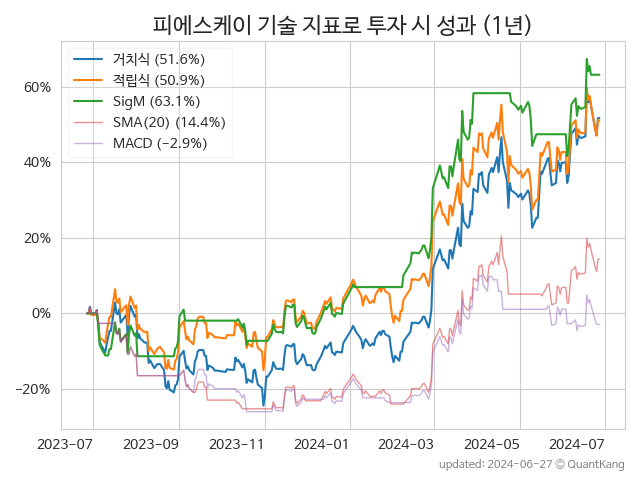 피에스케이 기술 지표로 투자 시 성과 (1년)
거치식 (51.6%)
적립식 (50.9%)
SigM (63.1%)
SMA(20) (14.4%)
MACD (−2.9%)
60%
40%
20%
0%
−20%
2023-07 2023-09 2023-11 2024-01 2024-03 2024-05 2024-07
updated: 2024-06-27 © QuantKang